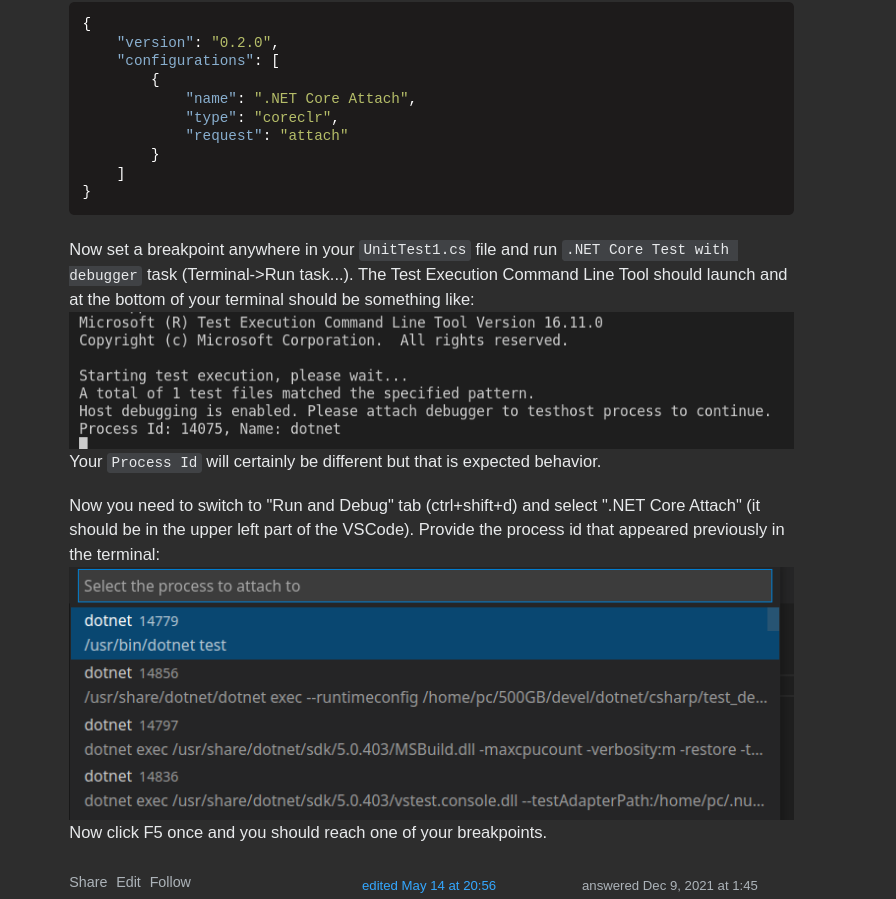 {
"version": "0.2.0",
"configurations": [
{
"name": ".NET Core Attach",
"type": "coreclr",
"request": "attach"
}
]
}
Now set a breakpoint anywhere in your UnitTest1.cs file and run .NET Core Test with
debugger task (Terminal->Run task...). The Test Execution Command Line Tool should launch and
at the bottom of your terminal should be something like:
Microsoft (R) Test Execution Command Line Tool Version 16.11.0
Copyright (c) Microsoft Corporation.  All rights reserved.
Starting test execution, please wait...
A total of 1 test files matched the specified pattern.
Host debugging is enabled. Please attach debugger to testhost process to continue.
Process Id: 14075, Name: dotnet
Your Process Id will certainly be different but that is expected behavior.
Now you need to switch to "Run and Debug" tab (ctrl+shift+d) and select ".NET Core Attach" (it
should be in the upper left part of the VSCode). Provide the process id that appeared previously in
the terminal:
Select the process to attach to
dotnet 14779
/usr/bin/dotnet test
dotnet 14856
/usr/share/dotnet/dotnet exec --runtimeconfig /home/pc/500GB/devel/dotnet/csharp/test_de...
dotnet 14797
dotnet exec /usr/share/dotnet/sdk/5.0.403/MSBuild.dll -maxcpucount -verbosity:m -restore -t...
dotnet 14836
dotnet exec /usr/share/dotnet/sdk/5.0.403/vstest.console.dll --testAdapterPath:/home/pc/.nu...
Now click F5 once and you should reach one of your breakpoints.
Share Edit Follow
edited May 14 at 20:56
answered Dec 9, 2021 at 1:45